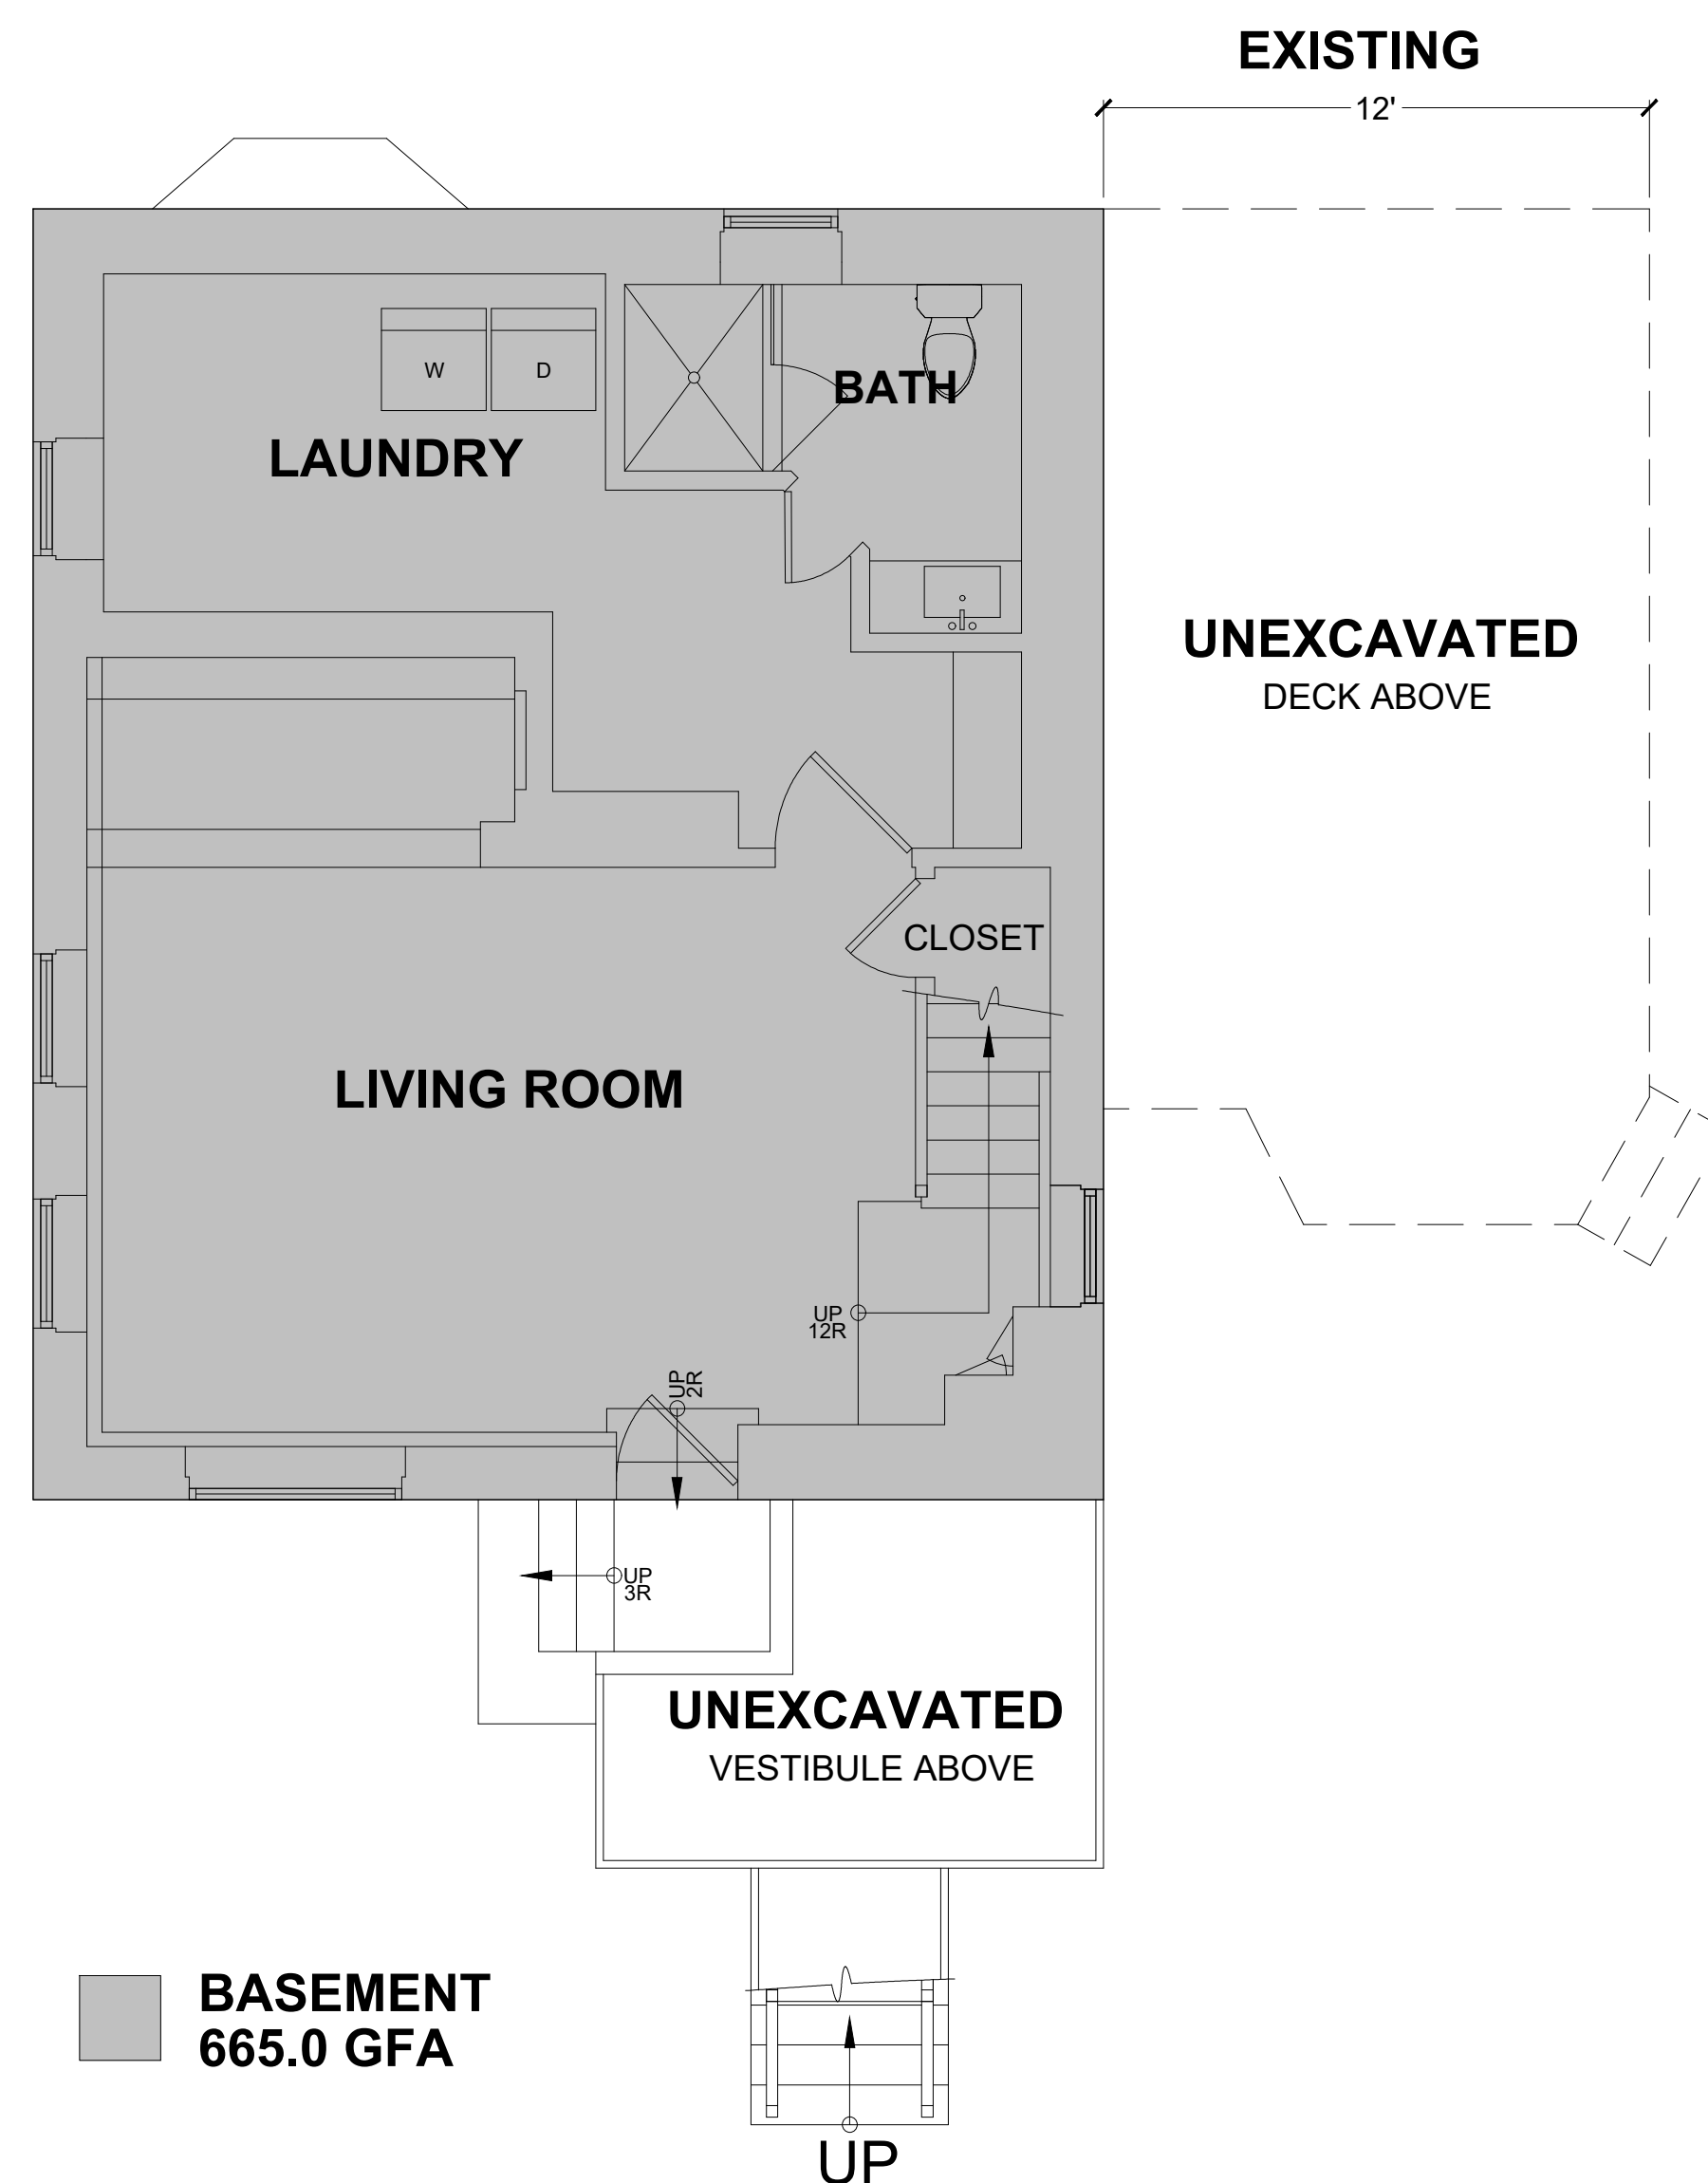 EXISTING
12'
W
D
BATH
LAUNDRY
UNEXCAVATED
DECK ABOVE
CLOSET
LIVING ROOM
UP
12R
UP
2R
UP
3R
UNEXCAVATED
VESTIBULE ABOVE
BASEMENT
665.0 GFA
UP